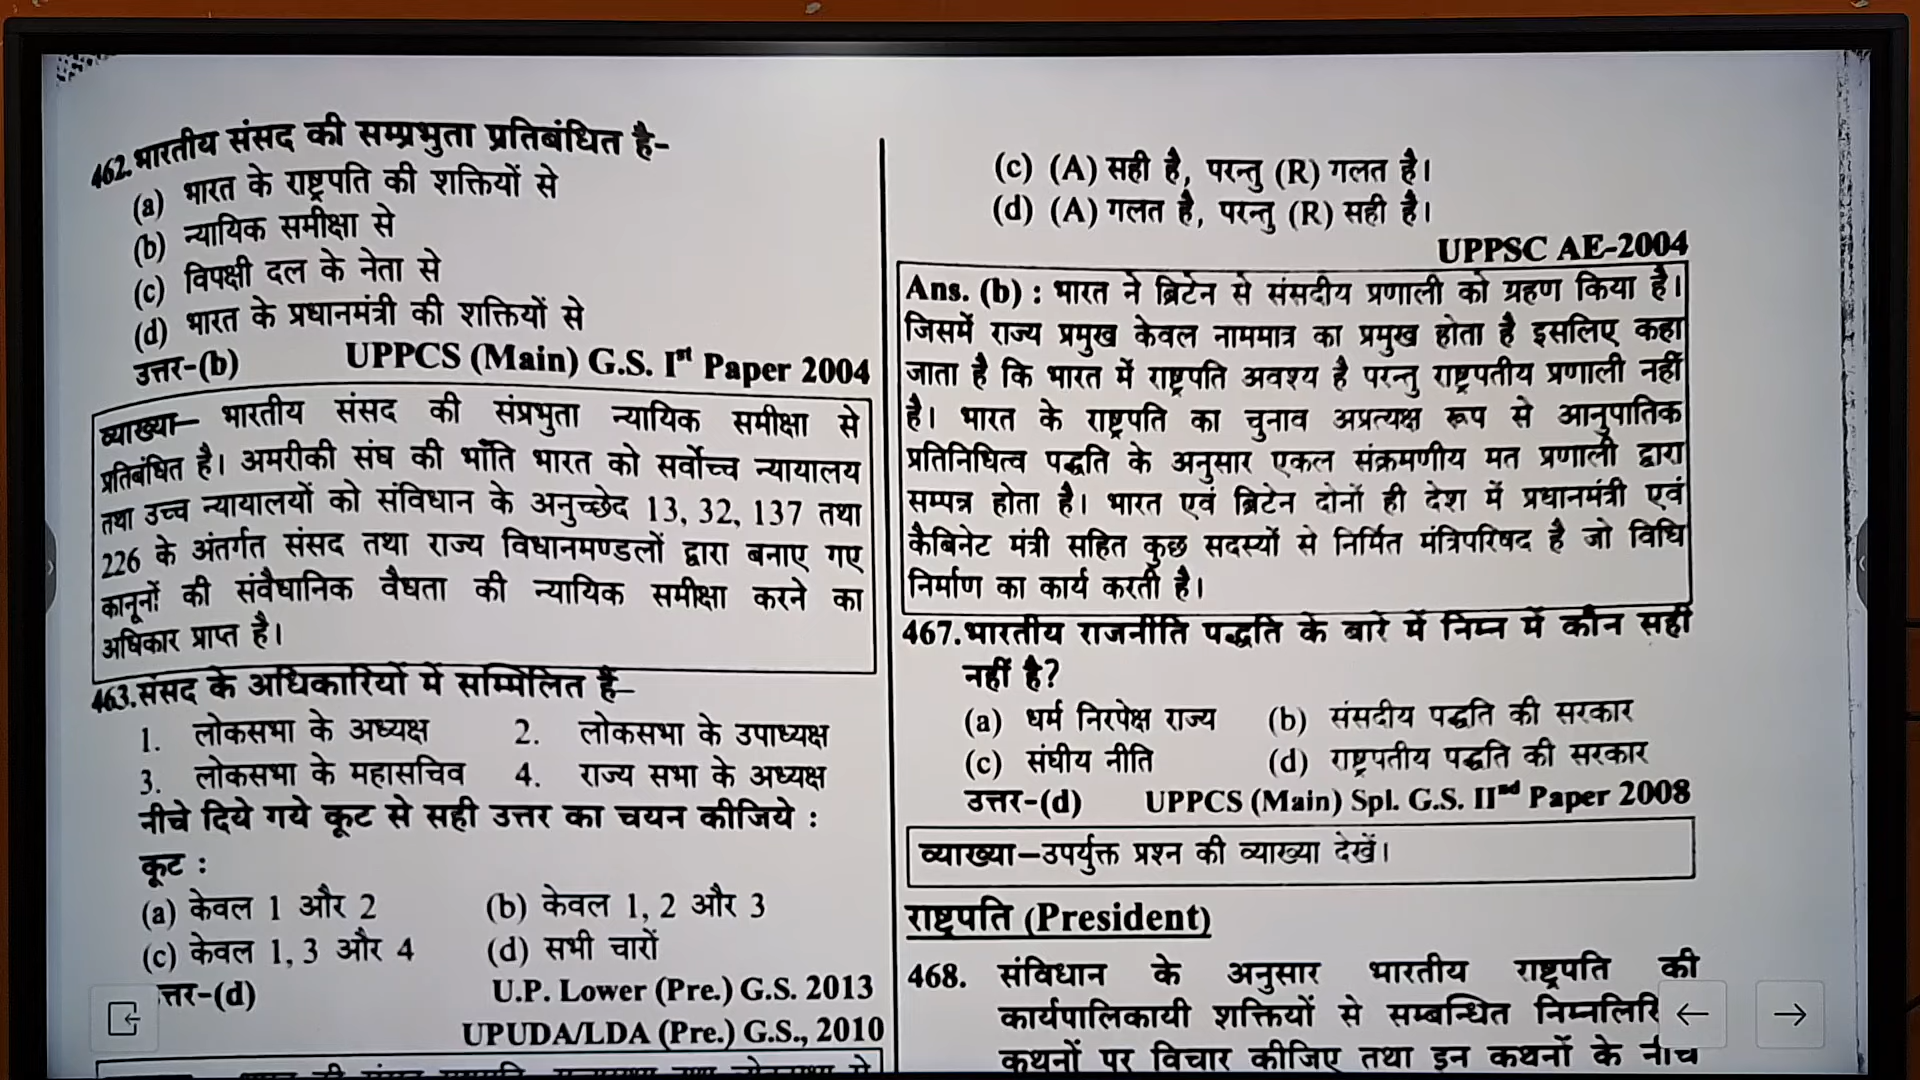 462.भारतीय संसद की सम्प्रभुता प्रतिबंधित है–
(a) भारत के राष्ट्रपति की शक्तियों से
(b) न्यायिक समीक्षा से
(c) विपक्षी दल के नेता से
(d) भारत के प्रधानमंत्री की शक्तियों से
उत्तर-(b) UPPCS (Main) G.S. Ist Paper 2004
व्याख्या– भारतीय संसद की संप्रभुता न्यायिक समीक्षा से
प्रतिबंधित है। अमरीकी संघ की भाँति भारत को सर्वोच्च न्यायालय
तथा उच्च न्यायालयों को संविधान के अनुच्छेद 13, 32, 137 तथा
226 के अंतर्गत संसद तथा राज्य विधानमण्डलों द्वारा बनाए गए
कानूनों की संवैधानिक वैधता की न्यायिक समीक्षा करने का
अधिकार प्राप्त है।
463.संसद के अधिकारियों में सम्मिलित हैं–
1. लोकसभा के अध्यक्ष 2. लोकसभा के उपाध्यक्ष
3. लोकसभा के महासचिव 4. राज्य सभा के अध्यक्ष
नीचे दिये गये कूट से सही उत्तर का चयन कीजिये :
कूट :
(a) केवल 1 और 2 (b) केवल 1, 2 और 3
(c) केवल 1, 3 और 4 (d) सभी चारों
त्तर-(d) U.P. Lower (Pre.) G.S. 2013
UPUDA/LDA (Pre.) G.S., 2010
(c) (A) सही है, परन्तु (R) गलत है।
(d) (A) गलत है, परन्तु (R) सही है।
UPPSC AE-2004
Ans. (b) : भारत ने ब्रिटेन से संसदीय प्रणाली को ग्रहण किया है।
जिसमें राज्य प्रमुख केवल नाममात्र का प्रमुख होता है इसलिए कहा
जाता है कि भारत में राष्ट्रपति अवश्य है परन्तु राष्ट्रपतीय प्रणाली नहीं
है। भारत के राष्ट्रपति का चुनाव अप्रत्यक्ष रूप से आनुपातिक
प्रतिनिधित्व पद्धति के अनुसार एकल संक्रमणीय मत प्रणाली द्वारा
सम्पन्न होता है। भारत एवं ब्रिटेन दोनों ही देश में प्रधानमंत्री एवं
कैबिनेट मंत्री सहित कुछ सदस्यों से निर्मित मंत्रिपरिषद है जो विधि
निर्माण का कार्य करती है।
467.भारतीय राजनीति पद्धति के बारे में निम्न में कौन सही
नहीं है?
(a) धर्म निरपेक्ष राज्य (b) संसदीय पद्धति की सरकार
(c) संघीय नीति (d) राष्ट्रपतीय पद्धति की सरकार
उत्तर-(d) UPPCS (Main) Spl. G.S. IInd Paper 2008
व्याख्या–उपर्युक्त प्रश्न की व्याख्या देखें।
राष्ट्रपति (President)
468. संविधान के अनुसार भारतीय राष्ट्रपति की
कार्यपालिकायी शक्तियों से सम्बन्धित निम्नलिरि
कथनों पर विचार कीजिए तथा इन कथनों के नीचे